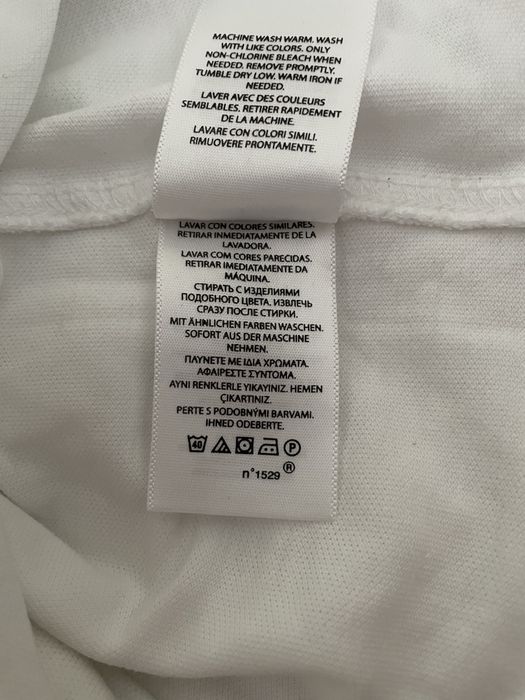 MACHINE WASH WARM. WASH
WITH LIKE COLORS. ONLY
NON-CHLORINE BLEACH WHEN
NEEDED. REMOVE PROMPTLY.
TUMBLE DRY LOW. WARM IRON IF
NEEDED.
LAVER AVEC DES COULEURS
SEMBLABLES. RETIRER RAPIDEMENT
DE LA MACHINE.
LAVARE CON COLORI SIMILI.
RIMUOVERE PRONTAMENTE.
LAVAR CON COLORES SIMILARES.
RETIRAR INMEDIATAMENTE DE LA
LAVADORA.
LAVAR COM CORES PARECIDAS.
RETIRAR IMEDIATAMENTE DA
MÁQUINA.
СТИРАТЬ С ИЗДЕЛИЯМИ
ПОДОБНОГО ЦВЕТА. ИЗВЛЕЧЬ
СРАЗУ ПОСЛЕ СТИРКИ.
MIT ÄHNLICHEN FARBEN WASCHEN.
SOFORT AUS DER MASCHINE
NEHMEN.
ΠΛΥΝΕΤΕ ΜΕ ΙΔΙΑ ΧΡΩΜΑΤΑ.
ΑΦΑΙΡΕΣΤΕ ΣΥΝΤΟΜΑ.
AYNI RENKLERLE YIKAYINIZ. HEMEN
ÇIKARTINIZ.
PERTE S PODOBNÝMI BARVAMI.
IHNED ODEBERTE.
40 P
n°1529 ®